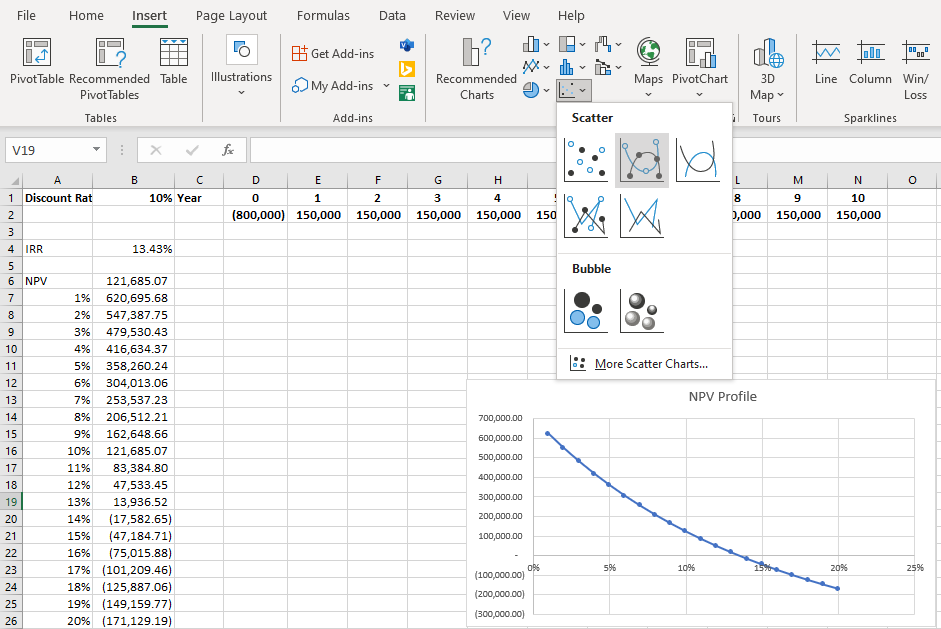 File Home Insert Page Layout Formulas Data Review View Help
PivotTable Recommended PivotTables Table
Tables
Illustrations
Get Add-ins
My Add-ins
Add-ins
Recommended Charts
Maps PivotChart
3D Map
Tours
Line Column Win/Loss
Sparklines
Scatter
Bubble
More Scatter Charts...
V19 fx
A B C D E F G H L M N O
1 Discount Rat 10% Year 0 1 2 3 4 8 9 10
2 (800,000) 150,000 150,000 150,000 150,000 150,000 150,000
3
4 IRR 13.43%
5
6 NPV 121,685.07
7 1% 620,695.68
8 2% 547,387.75
9 3% 479,530.43
10 4% 416,634.37
11 5% 358,260.24
12 6% 304,013.06
13 7% 253,537.23
14 8% 206,512.21
15 9% 162,648.66
16 10% 121,685.07
17 11% 83,384.80
18 12% 47,533.45
19 13% 13,936.52
20 14% (17,582.65)
21 15% (47,184.71)
22 16% (75,015.88)
23 17% (101,209.46)
24 18% (125,887.06)
25 19% (149,159.77)
26 20% (171,129.19)
NPV Profile
700,000.00
600,000.00
500,000.00
400,000.00
300,000.00
200,000.00
100,000.00
-
0% 5% 10% 15% 20% 25%
(100,000.00)
(200,000.00)
(300,000.00)